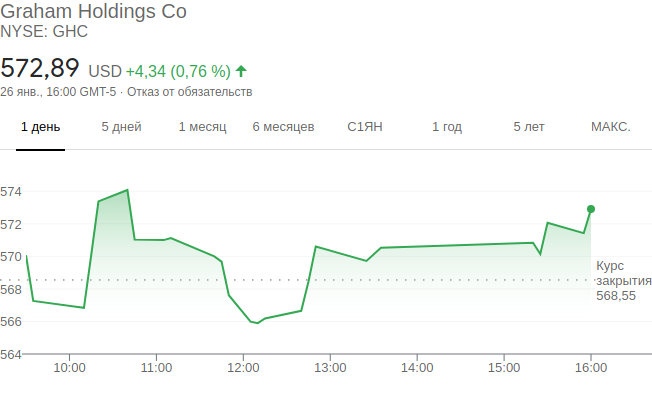 Graham Holdings Co
NYSE: GHC
572,89 USD +4,34 (0,76 %)
26 янв., 16:00 GMT-5 · Отказ от обязательств
1 день 5 дней 1 месяц 6 месяцев С1ЯН 1 год 5 лет МАКС.
574
572
570
568
566
564
Курс
закрытия
568,55
10:00 11:00 12:00 13:00 14:00 15:00 16:00